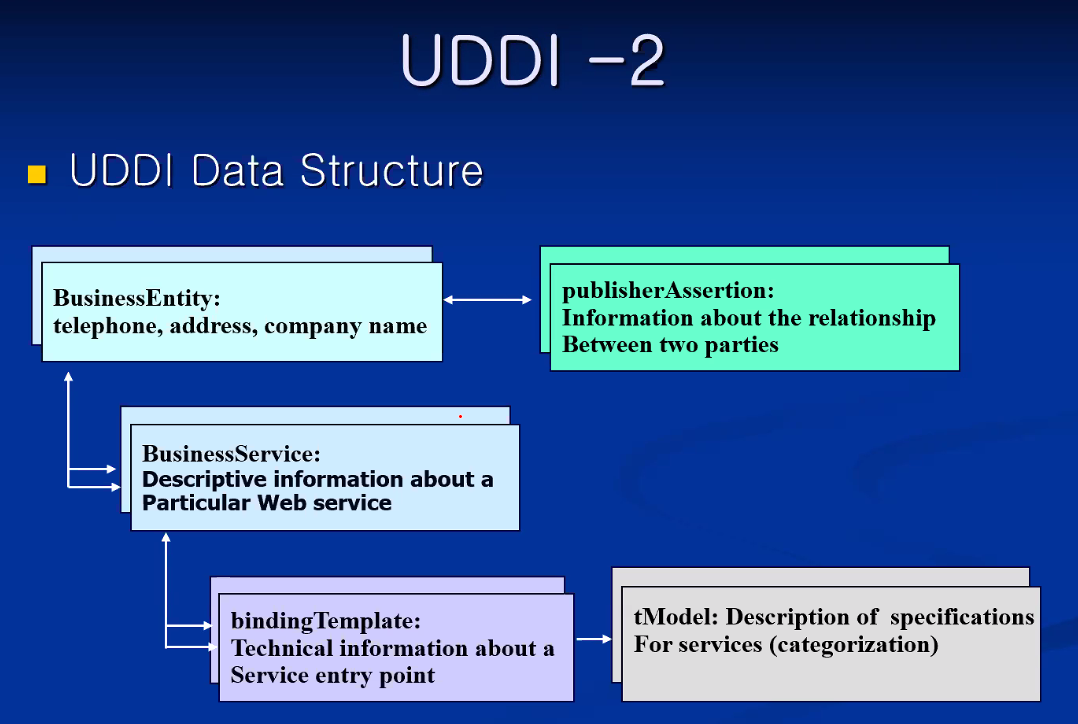 UDDI -2
UDDI Data Structure
BusinessEntity:
telephone, address, company name
publisherAssertion:
Information about the relationship
Between two parties
BusinessService:
Descriptive information about a
Particular Web service
bindingTemplate:
Technical information about a
Service entry point
tModel: Description of specifications
For services (categorization)